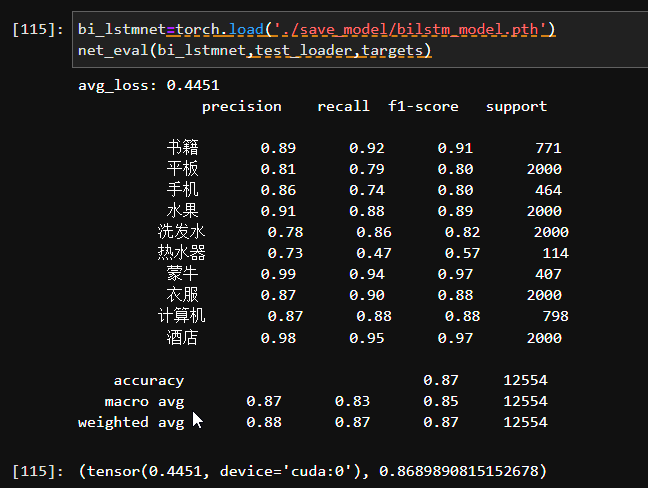 [115]: bi_lstmnet=torch.load('./save_model/bilstm_model.pth')
net_eval(bi_lstmnet,test_loader,targets)
avg_loss: 0.4451
precision recall f1-score support
书籍 0.89 0.92 0.91 771
平板 0.81 0.79 0.80 2000
手机 0.86 0.74 0.80 464
水果 0.91 0.88 0.89 2000
洗发水 0.78 0.86 0.82 2000
热水器 0.73 0.47 0.57 114
蒙牛 0.99 0.94 0.97 407
衣服 0.87 0.90 0.88 2000
计算机 0.87 0.88 0.88 798
酒店 0.98 0.95 0.97 2000
accuracy 0.87 12554
macro avg 0.87 0.83 0.85 12554
weighted avg 0.88 0.87 0.87 12554
[115]: (tensor(0.4451, device='cuda:0'), 0.8689890815152678)